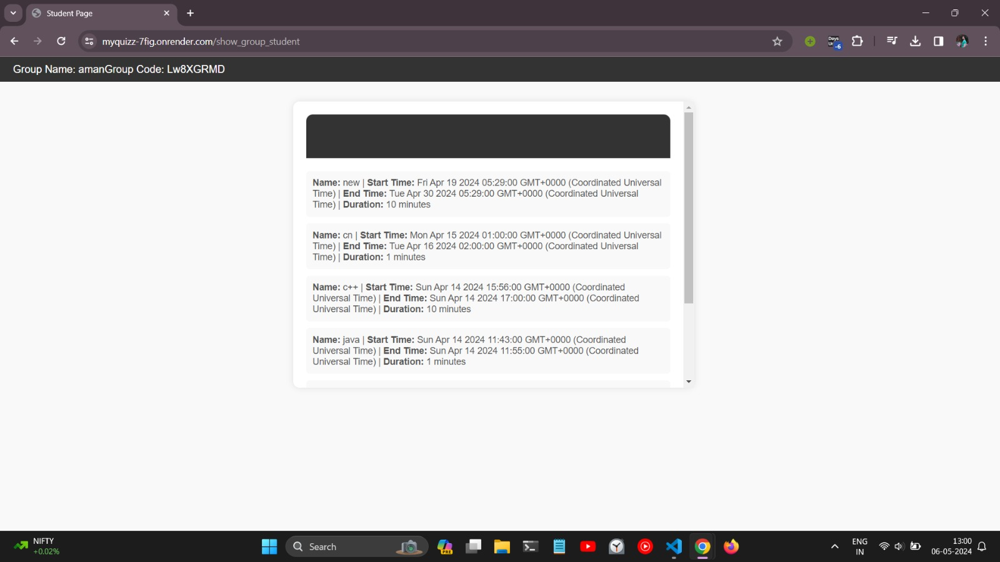 Student Page
myquizz-7fig.onrender.com/show_group_student
Days
-6
Group Name: amanGroup Code: Lw8XGRMD
Name: new | Start Time: Fri Apr 19 2024 05:29:00 GMT+0000 (Coordinated Universal
Time) | End Time: Tue Apr 30 2024 05:29:00 GMT+0000 (Coordinated Universal
Time) | Duration: 10 minutes
Name: cn | Start Time: Mon Apr 15 2024 01:00:00 GMT+0000 (Coordinated Universal
Time) | End Time: Tue Apr 16 2024 02:00:00 GMT+0000 (Coordinated Universal
Time) | Duration: 1 minutes
Name: c++ | Start Time: Sun Apr 14 2024 15:56:00 GMT+0000 (Coordinated
Universal Time) | End Time: Sun Apr 14 2024 17:00:00 GMT+0000 (Coordinated
Universal Time) | Duration: 10 minutes
Name: java | Start Time: Sun Apr 14 2024 11:43:00 GMT+0000 (Coordinated
Universal Time) | End Time: Sun Apr 14 2024 11:55:00 GMT+0000 (Coordinated
Universal Time) | Duration: 1 minutes
NIFTY
+0.02%
Search
PRE
ENG
IN
13:00
06-05-2024